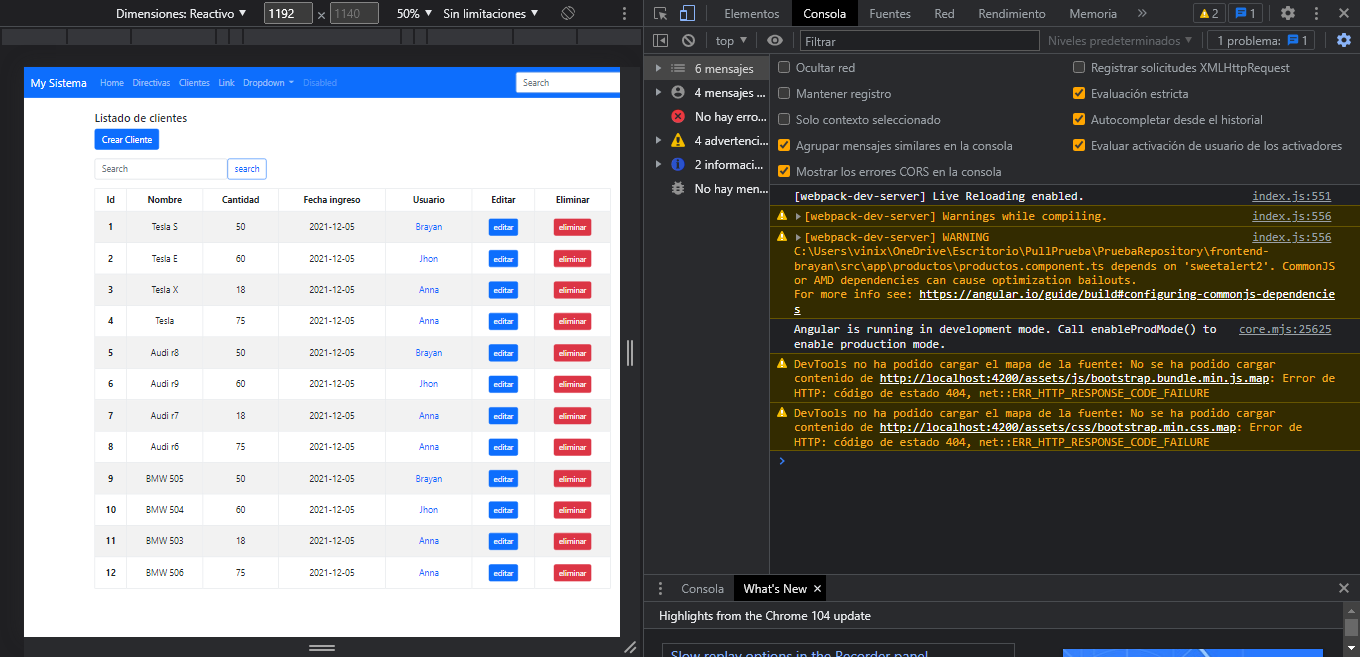 Dimensiones: Reactivo ▼ 1192 × 1140 50% ▼ Sin limitaciones ▼
My Sistema Home Directivas Clientes Link Dropdown Disabled Search
Listado de clientes
Crear Cliente
Search search
Id Nombre Cantidad Fecha ingreso Usuario Editar Eliminar
1 Tesla S 50 2021-12-05 Brayan editar eliminar
2 Tesla E 60 2021-12-05 Jhon editar eliminar
3 Tesla X 18 2021-12-05 Anna editar eliminar
4 Tesla 75 2021-12-05 Anna editar eliminar
5 Audi r8 50 2021-12-05 Brayan editar eliminar
6 Audi r9 60 2021-12-05 Jhon editar eliminar
7 Audi r7 18 2021-12-05 Anna editar eliminar
8 Audi r6 75 2021-12-05 Anna editar eliminar
9 BMW 505 50 2021-12-05 Brayan editar eliminar
10 BMW 504 60 2021-12-05 Jhon editar eliminar
11 BMW 503 18 2021-12-05 Anna editar eliminar
12 BMW 506 75 2021-12-05 Anna editar eliminar
Elementos Consola Fuentes Red Rendimiento Memoria » 2 1
top ▼ Filtrar Niveles predeterminados ▼ 1 problema: 1
6 mensajes
4 mensajes ...
No hay erro...
4 advertenci...
2 informaci...
No hay men...
Ocultar red
Mantener registro
Solo contexto seleccionado
Agrupar mensajes similares en la consola
Mostrar los errores CORS en la consola
Registrar solicitudes XMLHttpRequest
Evaluación estricta
Autocompletar desde el historial
Evaluar activación de usuario de los activadores
[webpack-dev-server] Live Reloading enabled. index.js:551
[webpack-dev-server] Warnings while compiling. index.js:556
[webpack-dev-server] WARNING index.js:556
C:\Users\vinix\OneDrive\Escritorio\PullPrueba\PruebaRepository\frontend-
brayan\src\app\productos\productos.component.ts depends on 'sweetalert2'. CommonJS
or AMD dependencies can cause optimization bailouts.
For more info see: https://angular.io/guide/build#configuring-commonjs-dependencie
s
Angular is running in development mode. Call enableProdMode() to core.mjs:25625
enable production mode.
DevTools no ha podido cargar el mapa de la fuente: No se ha podido cargar
contenido de http://localhost:4200/assets/js/bootstrap.bundle.min.js.map: Error de
HTTP: código de estado 404, net::ERR_HTTP_RESPONSE_CODE_FAILURE
DevTools no ha podido cargar el mapa de la fuente: No se ha podido cargar
contenido de http://localhost:4200/assets/css/bootstrap.min.css.map: Error de
HTTP: código de estado 404, net::ERR_HTTP_RESPONSE_CODE_FAILURE
Consola What's New ×
Highlights from the Chrome 104 update
Slow replay options in the Recorder panel